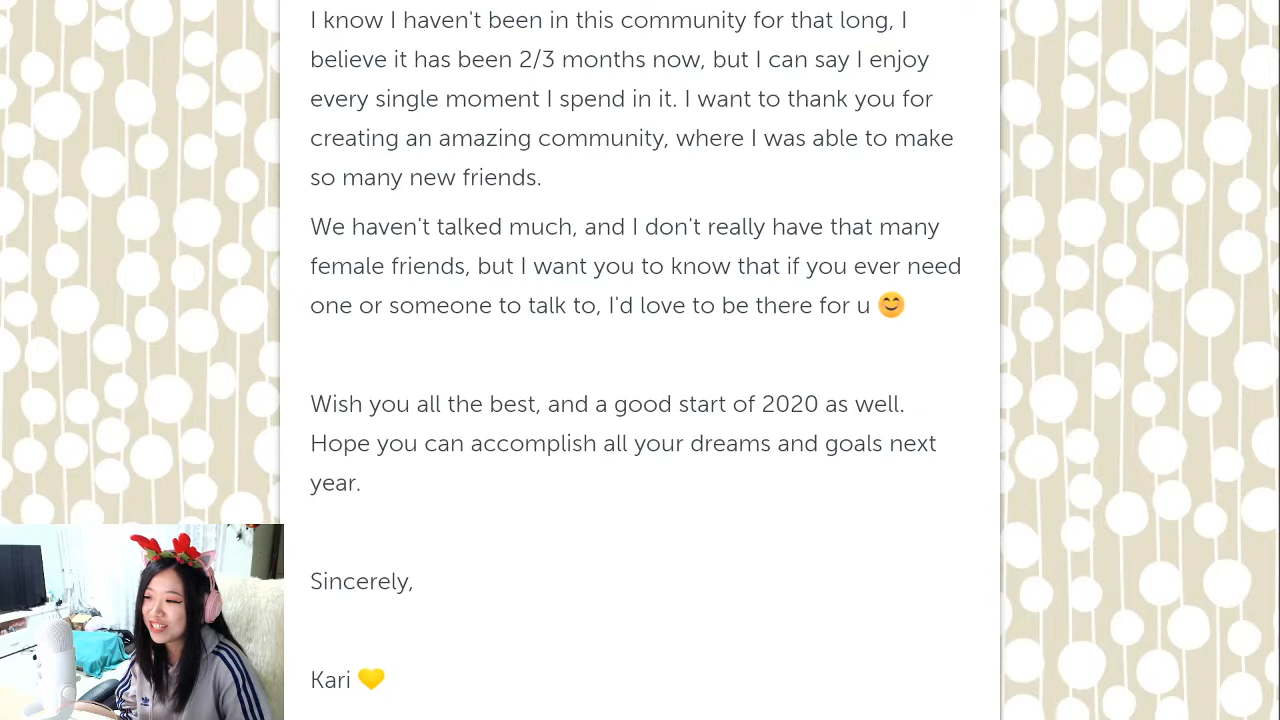 I know I haven't been in this community for that long, I
believe it has been 2/3 months now, but I can say I enjoy
every single moment I spend in it. I want to thank you for
creating an amazing community, where I was able to make
so many new friends.
We haven't talked much, and I don't really have that many
female friends, but I want you to know that if you ever need
one or someone to talk to, I'd love to be there for u 😊
Wish you all the best, and a good start of 2020 as well.
Hope you can accomplish all your dreams and goals next
year.
Sincerely,
Kari 💛